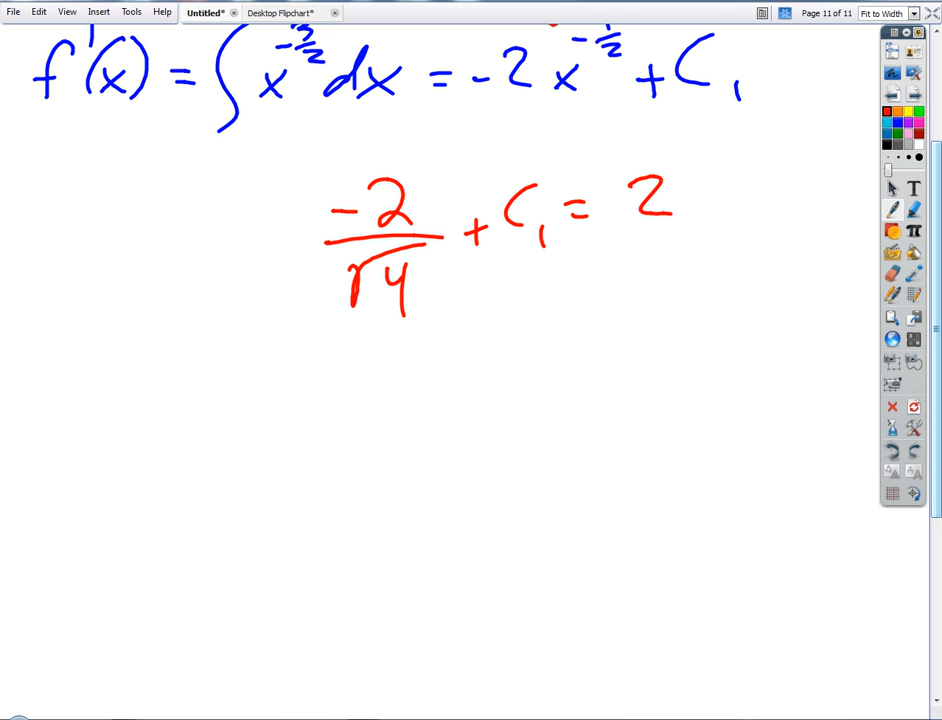 File Edit View Insert Tools Help Untitled* Desktop Flipchart* Page 11 of 11 Fit to Width
f'(x) = ∫ x^(-3/2) dx = -2 x^(-1/2) + C₁
-2/√4 + C₁ = 2
T
π